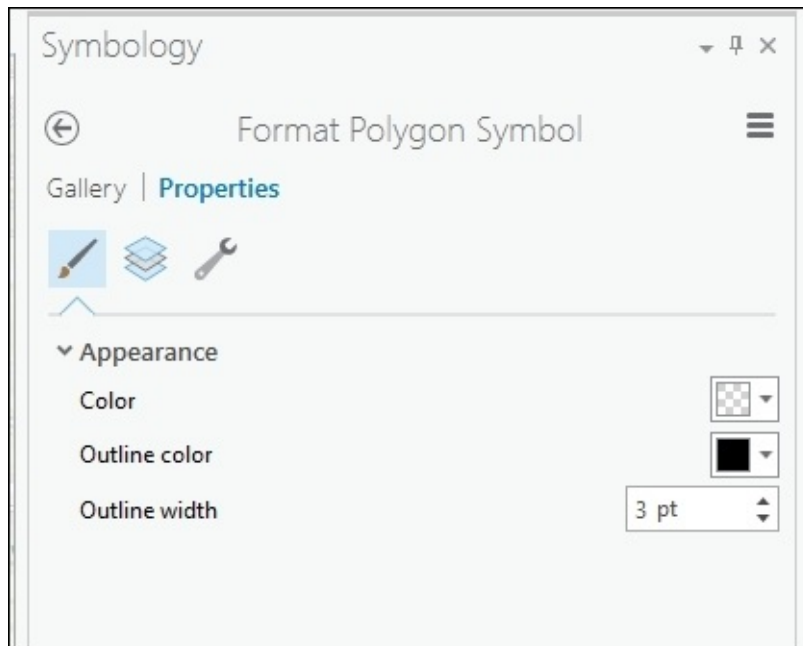 Symbology
Format Polygon Symbol
Gallery | Properties
Appearance
Color
Outline color
Outline width 3 pt